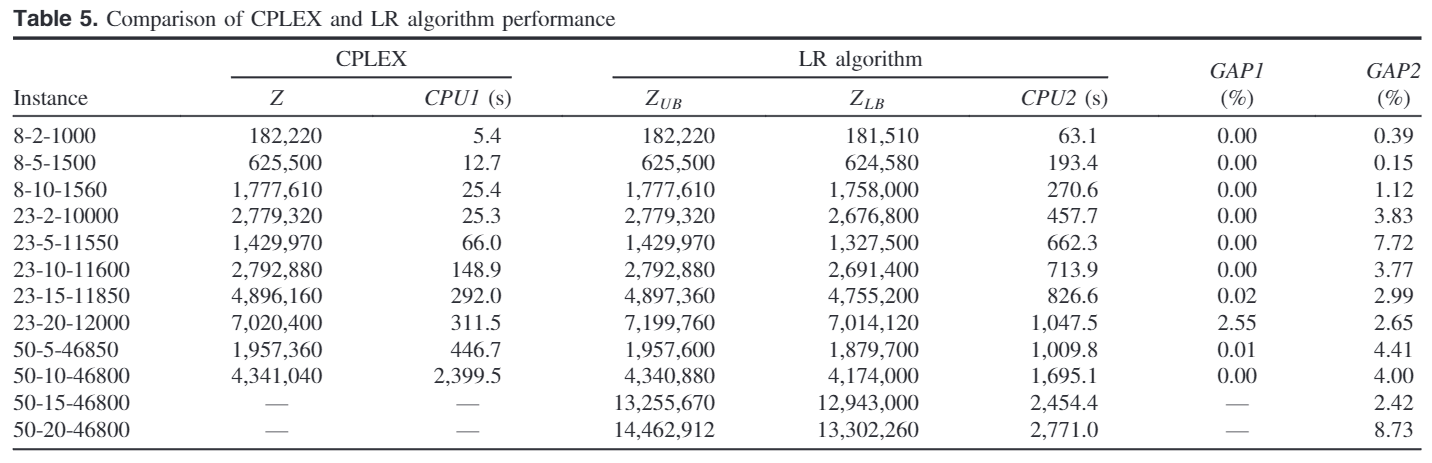 Table 5. Comparison of CPLEX and LR algorithm performance
CPLEX LR algorithm GAP1 GAP2
Instance Z CPU1 (s) Z_UB Z_LB CPU2 (s) (%) (%)
8-2-1000 182,220 5.4 182,220 181,510 63.1 0.00 0.39
8-5-1500 625,500 12.7 625,500 624,580 193.4 0.00 0.15
8-10-1560 1,777,610 25.4 1,777,610 1,758,000 270.6 0.00 1.12
23-2-10000 2,779,320 25.3 2,779,320 2,676,800 457.7 0.00 3.83
23-5-11550 1,429,970 66.0 1,429,970 1,327,500 662.3 0.00 7.72
23-10-11600 2,792,880 148.9 2,792,880 2,691,400 713.9 0.00 3.77
23-15-11850 4,896,160 292.0 4,897,360 4,755,200 826.6 0.02 2.99
23-20-12000 7,020,400 311.5 7,199,760 7,014,120 1,047.5 2.55 2.65
50-5-46850 1,957,360 446.7 1,957,600 1,879,700 1,009.8 0.01 4.41
50-10-46800 4,341,040 2,399.5 4,340,880 4,174,000 1,695.1 0.00 4.00
50-15-46800 — — 13,255,670 12,943,000 2,454.4 — 2.42
50-20-46800 — — 14,462,912 13,302,260 2,771.0 — 8.73